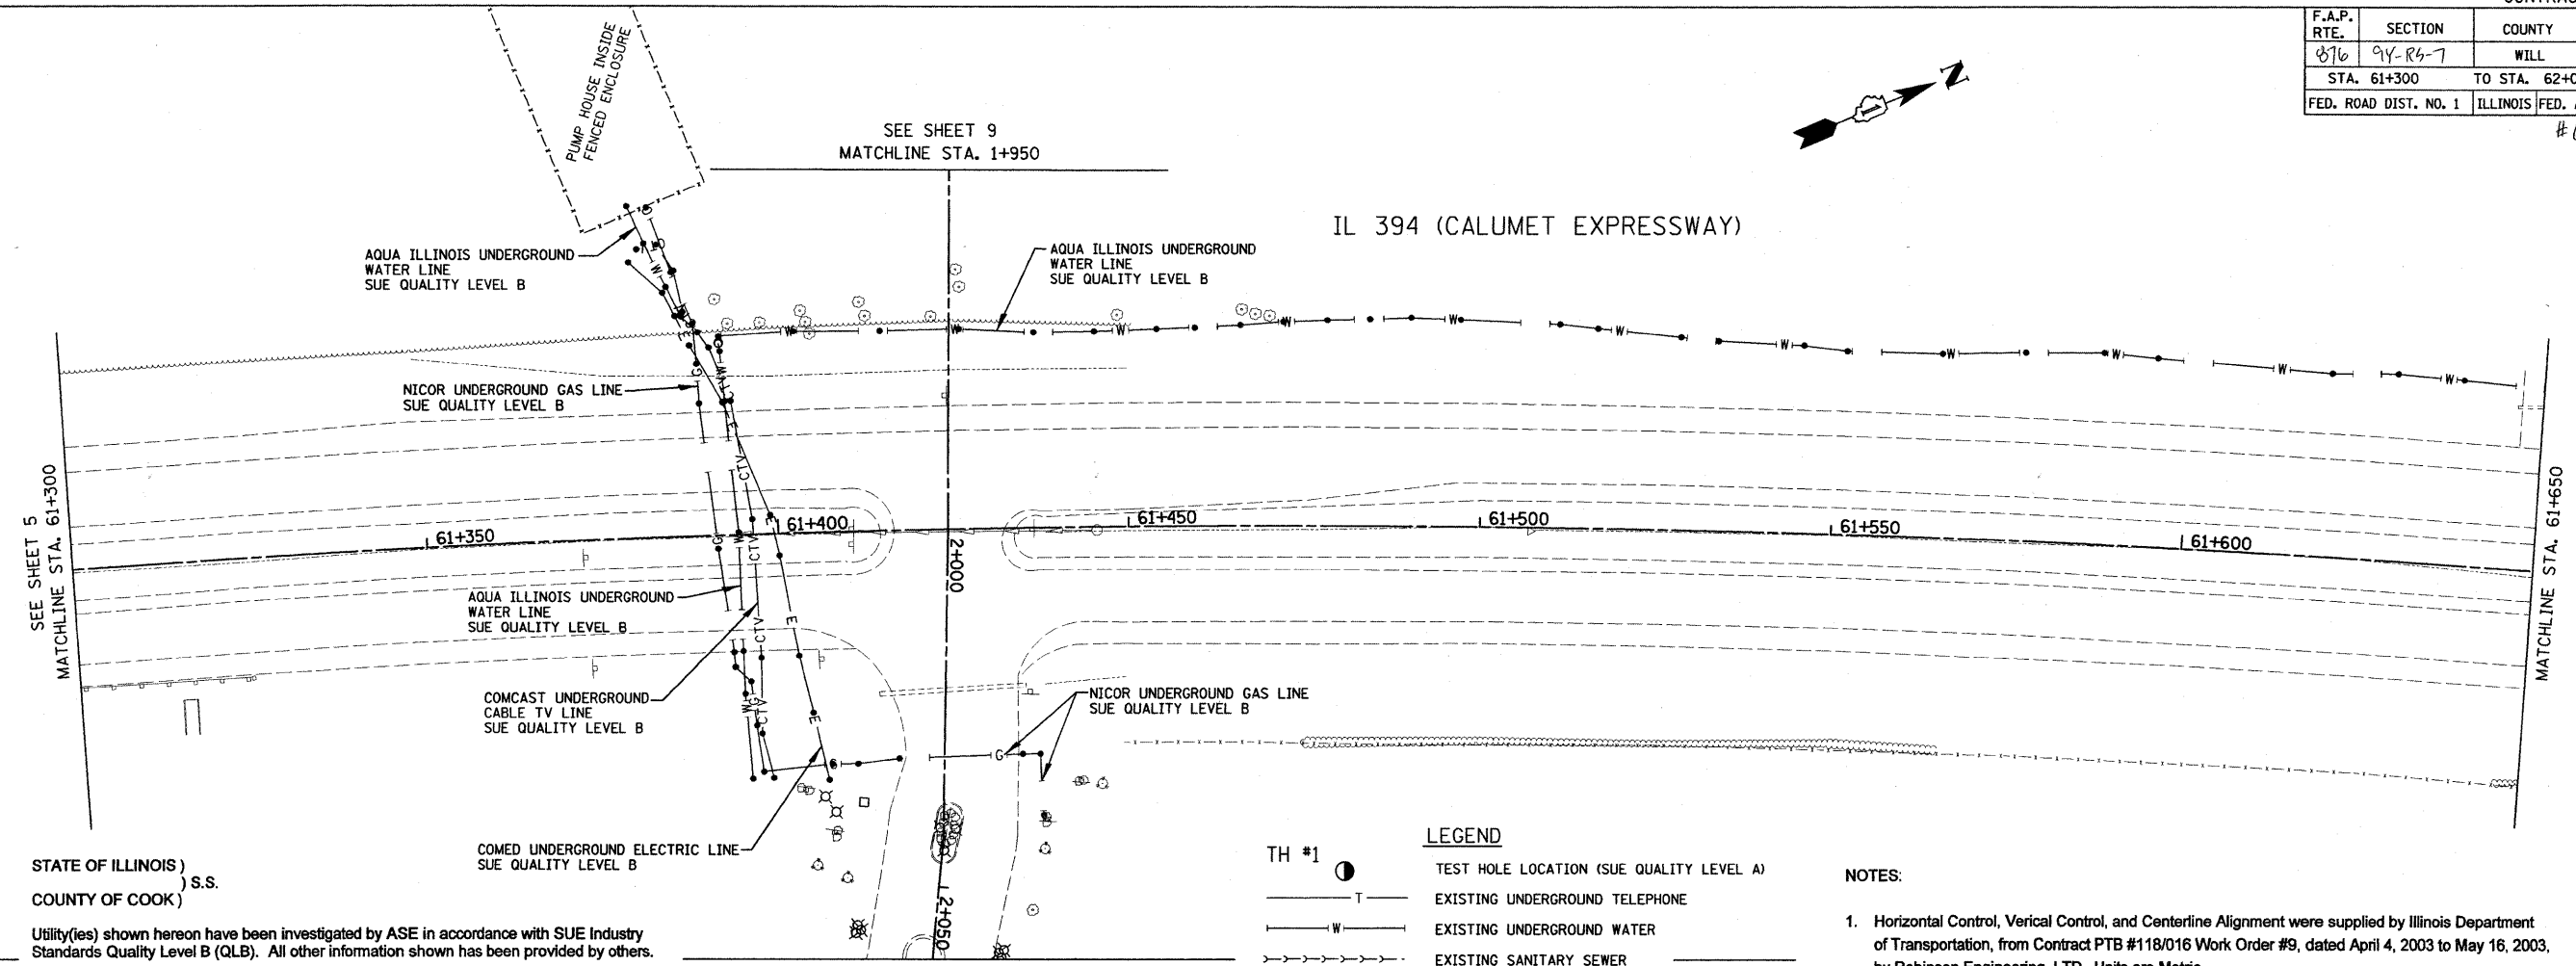 F.A.P.
RTE.
SECTION
COUNTY
876
94-RS-7
WILL
STA. 61+300 TO STA.
FED. ROAD DIST. NO. 1
ILLINOIS
FED.
N
PUMP HOUSE INSIDE
FENCED ENCLOSURE
SEE SHEET 9
MATCHLINE STA. 1+950
IL 394 (CALUMET EXPRESSWAY)
AQUA ILLINOIS UNDERGROUND
WATER LINE
SUE QUALITY LEVEL B
AQUA ILLINOIS UNDERGROUND
WATER LINE
SUE QUALITY LEVEL B
NICOR UNDERGROUND GAS LINE
SUE QUALITY LEVEL B
SEE SHEET 5
MATCHLINE STA. 61+300
61+350
61+400
61+450
61+500
61+550
61+600
MATCHLINE STA. 61+650
2+000
AQUA ILLINOIS UNDERGROUND
WATER LINE
SUE QUALITY LEVEL B
COMCAST UNDERGROUND
CABLE TV LINE
SUE QUALITY LEVEL B
NICOR UNDERGROUND GAS LINE
SUE QUALITY LEVEL B
COMED UNDERGROUND ELECTRIC LINE
SUE QUALITY LEVEL B
2+050
STATE OF ILLINOIS )
) S.S.
COUNTY OF COOK )
Utility(ies) shown hereon have been investigated by ASE in accordance with SUE Industry
Standards Quality Level B (QLB). All other information shown has been provided by others.
LEGEND
TH #1
TEST HOLE LOCATION (SUE QUALITY LEVEL A)
T
EXISTING UNDERGROUND TELEPHONE
W
EXISTING UNDERGROUND WATER
EXISTING SANITARY SEWER
NOTES:
1. Horizontal Control, Verical Control, and Centerline Alignment were supplied by Illinois Department
of Transportation, from Contract PTB #118/016 Work Order #9, dated April 4, 2003 to May 16, 2003,
by Robinson Engineering, LTD. Units are Metric